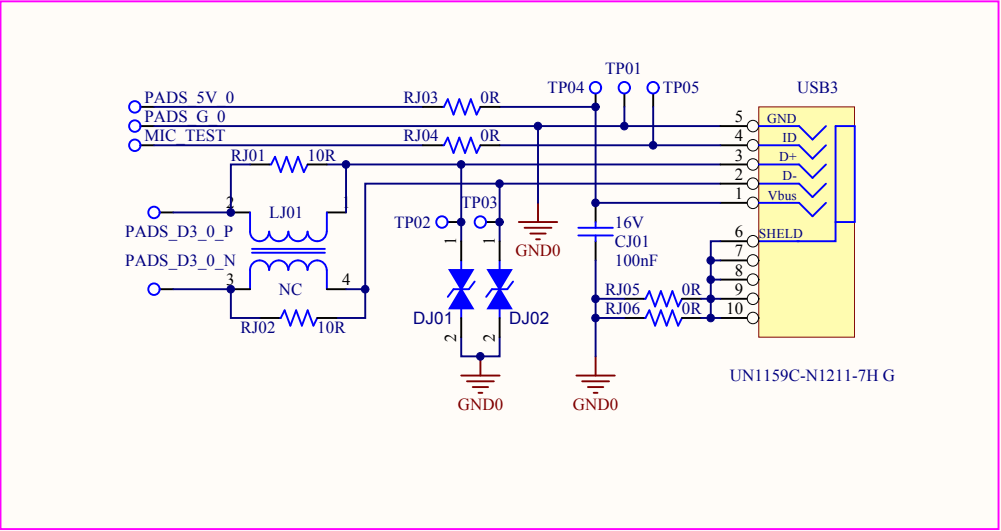 TP01
TP04
TP05
USB3
PADS_5V_0
RJ03
0R
PADS_G_0
5
GND
MIC_TEST
RJ04
0R
4
ID
RJ01
10R
3
D+
2
D-
1
Vbus
2
LJ01
1
TP02
TP03
PADS_D3_0_P
16V
CJ01
100nF
6
SHELD
1
1
GND0
PADS_D3_0_N
7
3
NC
4
8
RJ05
0R
9
RJ06
0R
10
DJ01
DJ02
RJ02
10R
2
2
UN1159C-N1211-7H G
GND0
GND0